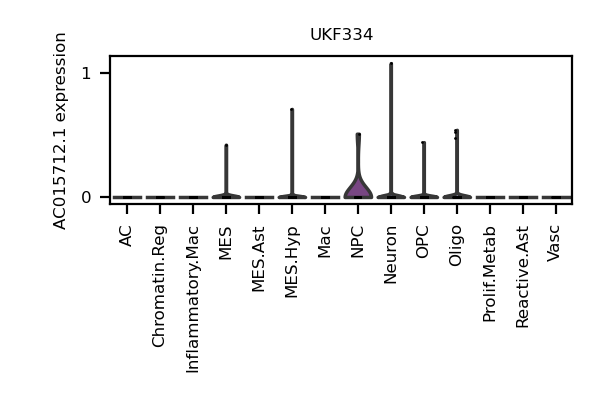 UKF334
AC015712.1 expression
1
0
AC
Chromatin.Reg
Inflammatory.Mac
MES
MES.Ast
MES.Hyp
Mac
NPC
Neuron
OPC
Oligo
Prolif.Metab
Reactive.Ast
Vasc